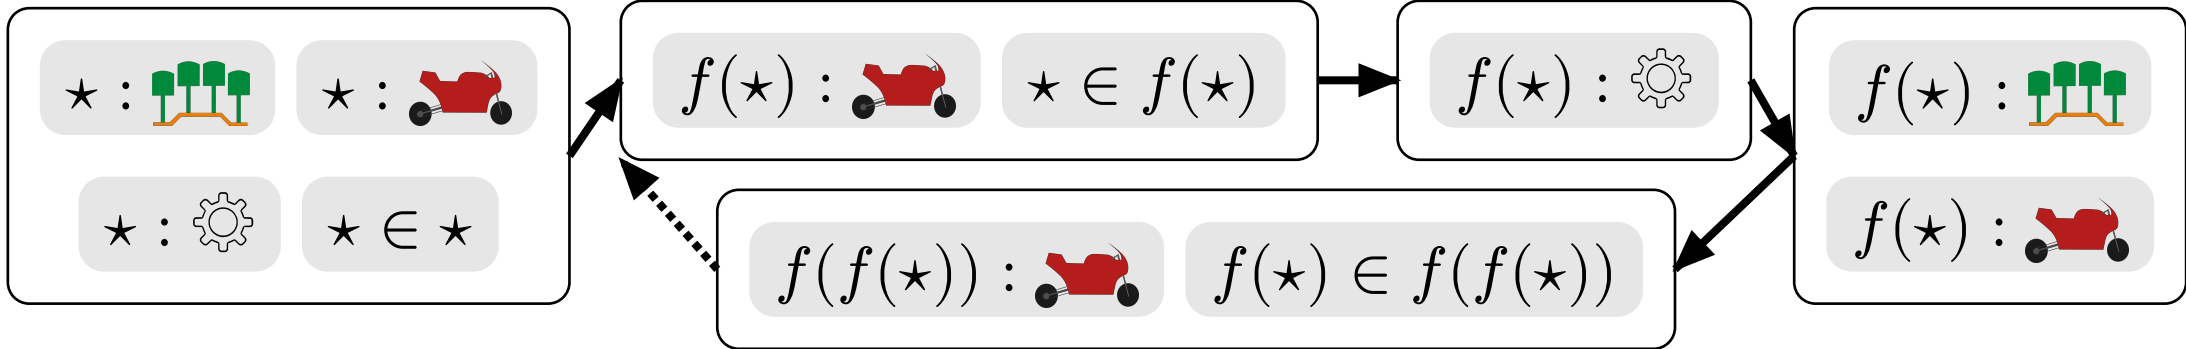 ⋆ :
⋆ :
⋆ :
⋆ ∈ ⋆
f(⋆) :
⋆ ∈ f(⋆)
f(⋆) :
f(⋆) :
f(⋆) :
f(f(⋆)) :
f(⋆) ∈ f(f(⋆))